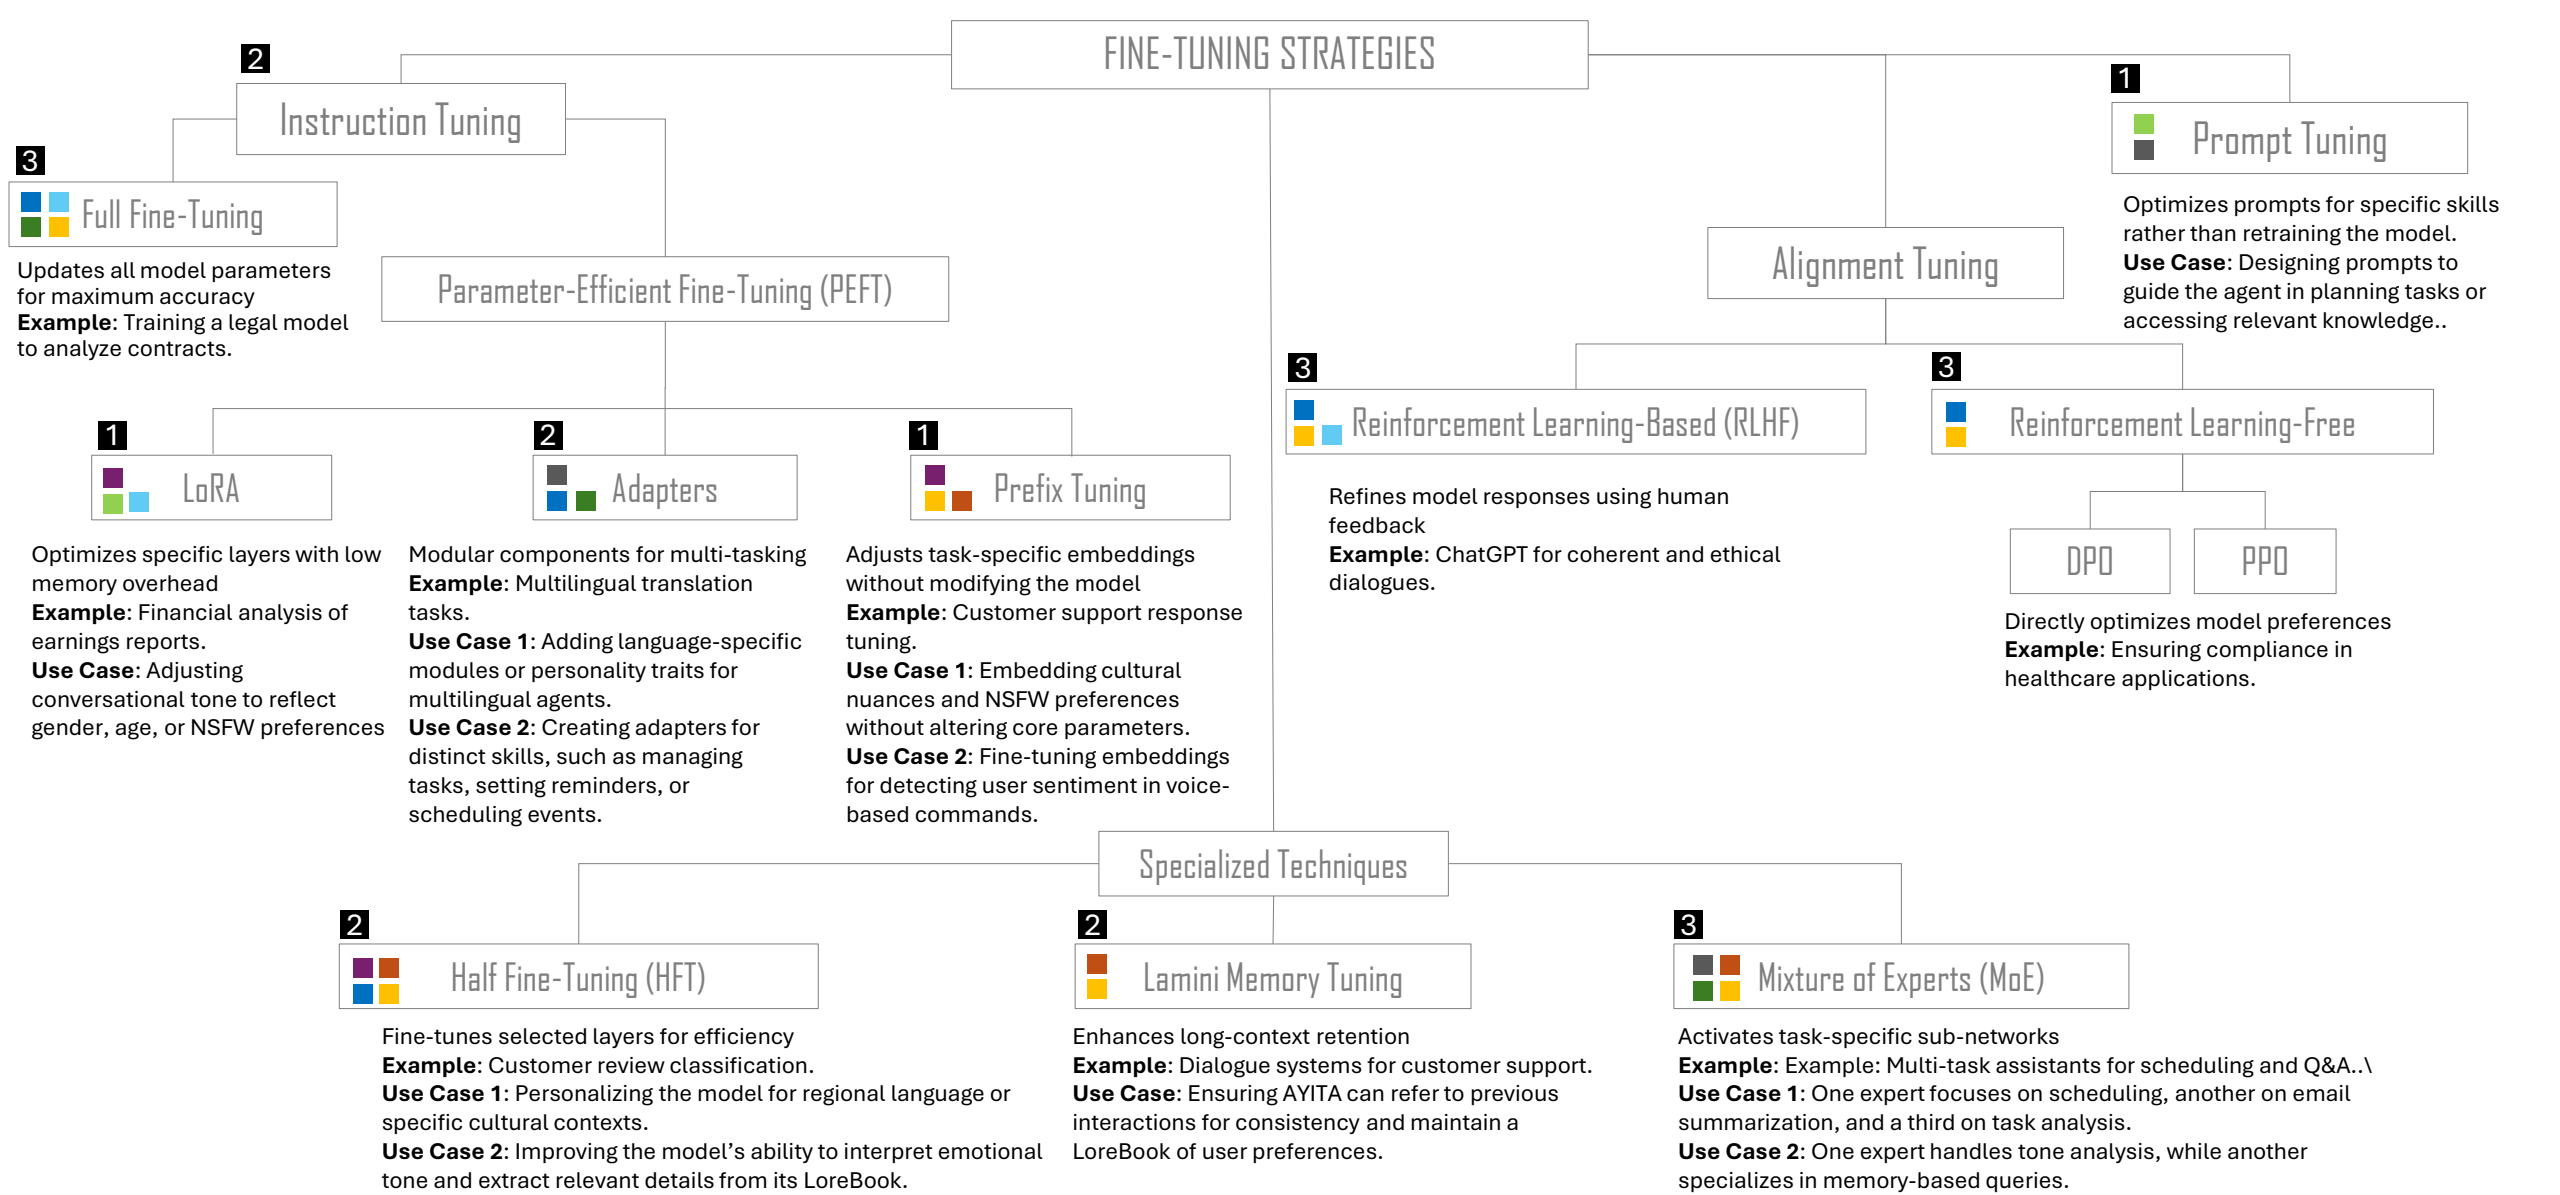 FINE-TUNING STRATEGIES
2
Instruction Tuning
3
Full Fine-Tuning
Updates all model parameters
for maximum accuracy
Example: Training a legal model
to analyze contracts.
Parameter-Efficient Fine-Tuning (PEFT)
1
LoRA
Optimizes specific layers with low
memory overhead
Example: Financial analysis of
earnings reports.
Use Case: Adjusting
conversational tone to reflect
gender, age, or NSFW preferences
2
Adapters
Modular components for multi-tasking
Example: Multilingual translation
tasks.
Use Case 1: Adding language-specific
modules or personality traits for
multilingual agents.
Use Case 2: Creating adapters for
distinct skills, such as managing
tasks, setting reminders, or
scheduling events.
1
Prefix Tuning
Adjusts task-specific embeddings
without modifying the model
Example: Customer support response
tuning.
Use Case 1: Embedding cultural
nuances and NSFW preferences
without altering core parameters.
Use Case 2: Fine-tuning embeddings
for detecting user sentiment in voice-
based commands.
Alignment Tuning
3
Reinforcement Learning-Based (RLHF)
Refines model responses using human
feedback
Example: ChatGPT for coherent and ethical
dialogues.
3
Reinforcement Learning-Free
DPO
PPO
Directly optimizes model preferences
Example: Ensuring compliance in
healthcare applications.
1
Prompt Tuning
Optimizes prompts for specific skills
rather than retraining the model.
Use Case: Designing prompts to
guide the agent in planning tasks or
accessing relevant knowledge..
Specialized Techniques
2
Half Fine-Tuning (HFT)
Fine-tunes selected layers for efficiency
Example: Customer review classification.
Use Case 1: Personalizing the model for regional language or
specific cultural contexts.
Use Case 2: Improving the model's ability to interpret emotional
tone and extract relevant details from its LoreBook.
2
Lamini Memory Tuning
Enhances long-context retention
Example: Dialogue systems for customer support.
Use Case: Ensuring AYITA can refer to previous
interactions for consistency and maintain a
LoreBook of user preferences.
3
Mixture of Experts (MoE)
Activates task-specific sub-networks
Example: Example: Multi-task assistants for scheduling and Q&A..\
Use Case 1: One expert focuses on scheduling, another on email
summarization, and a third on task analysis.
Use Case 2: One expert handles tone analysis, while another
specializes in memory-based queries.